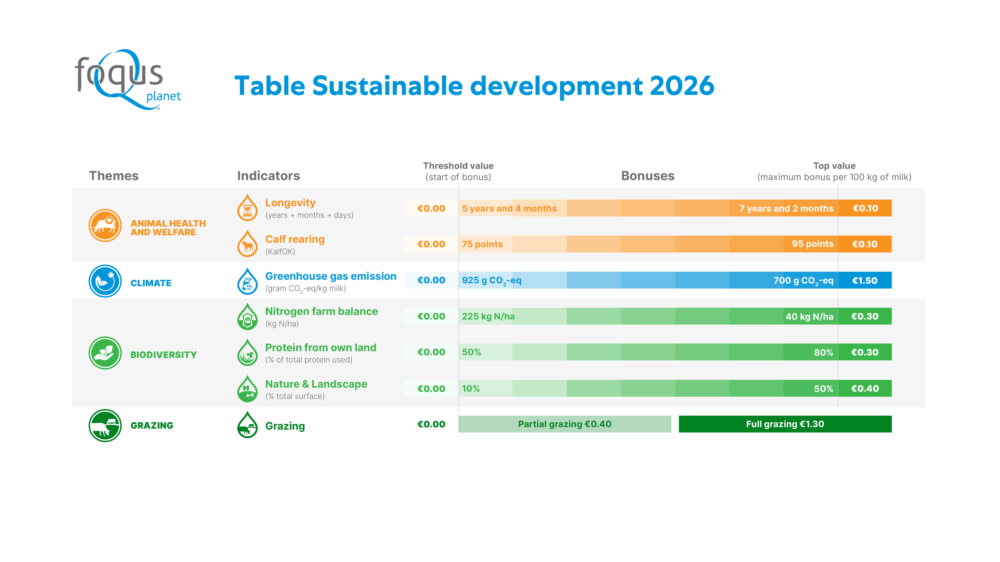 foqus
planet
™
Table Sustainable development 2026
Themes
Indicators
Threshold value
(start of bonus)
Bonuses
Top value
(maximum bonus per 100 kg of milk)
ANIMAL HEALTH
AND WELFARE
Longevity
(years + months + days)
€0.00
5 years and 4 months
7 years and 2 months
€0.10
Calf rearing
(KalfOK)
€0.00
75 points
95 points
€0.10
CLIMATE
CO₂
eq.
Greenhouse gas emission
(gram CO₂-eq/kg milk)
€0.00
925 g CO₂-eq
700 g CO₂-eq
€1.50
BIODIVERSITY
Nitrogen farm balance
(kg N/ha)
€0.00
225 kg N/ha
40 kg N/ha
€0.30
Protein from own land
(% of total protein used)
€0.00
50%
80%
€0.30
Nature & Landscape
(% total surface)
€0.00
10%
50%
€0.40
GRAZING
Grazing
€0.00
Partial grazing €0.40
Full grazing €1.30